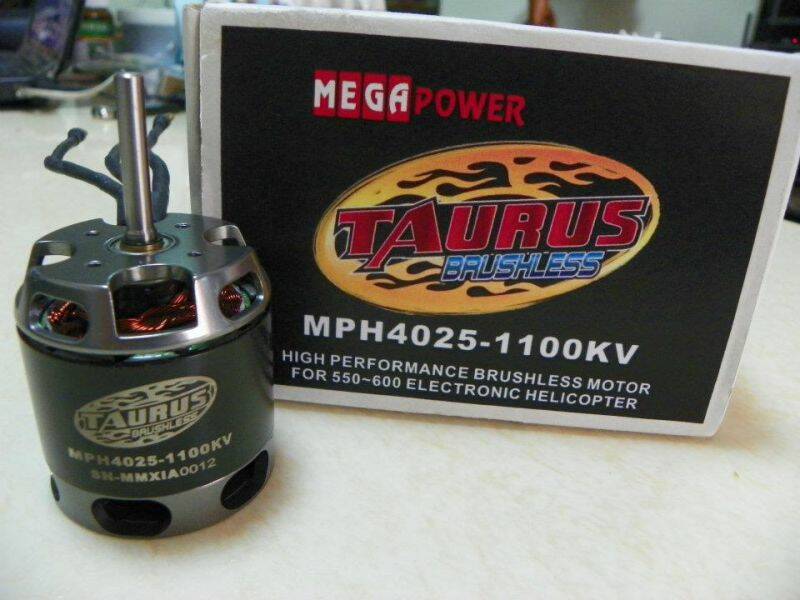 MEGAPOWER
TAURUS
BRUSHLESS
MPH4025-1100KV
HIGH PERFORMANCE BRUSHLESS MOTOR
FOR 550~600 ELECTRONIC HELICOPTER
TAURUS
BRUSHLESS
MPH4025-1100KV
SN-MMXIA0012